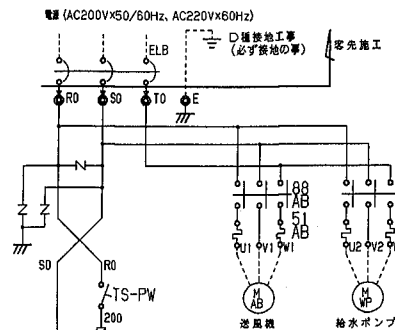 電源 (AC200V×50/60Hz、AC220V×60Hz)
ELB
D種接地工事
(必ず接地の事)
客先施工
R0 S0 T0 E
88
AB
51
AB
U1 V1 W1 U2 V2
S0 R0
TS-PW
200
M
AB
M
WP
送風機 給水ポンプ